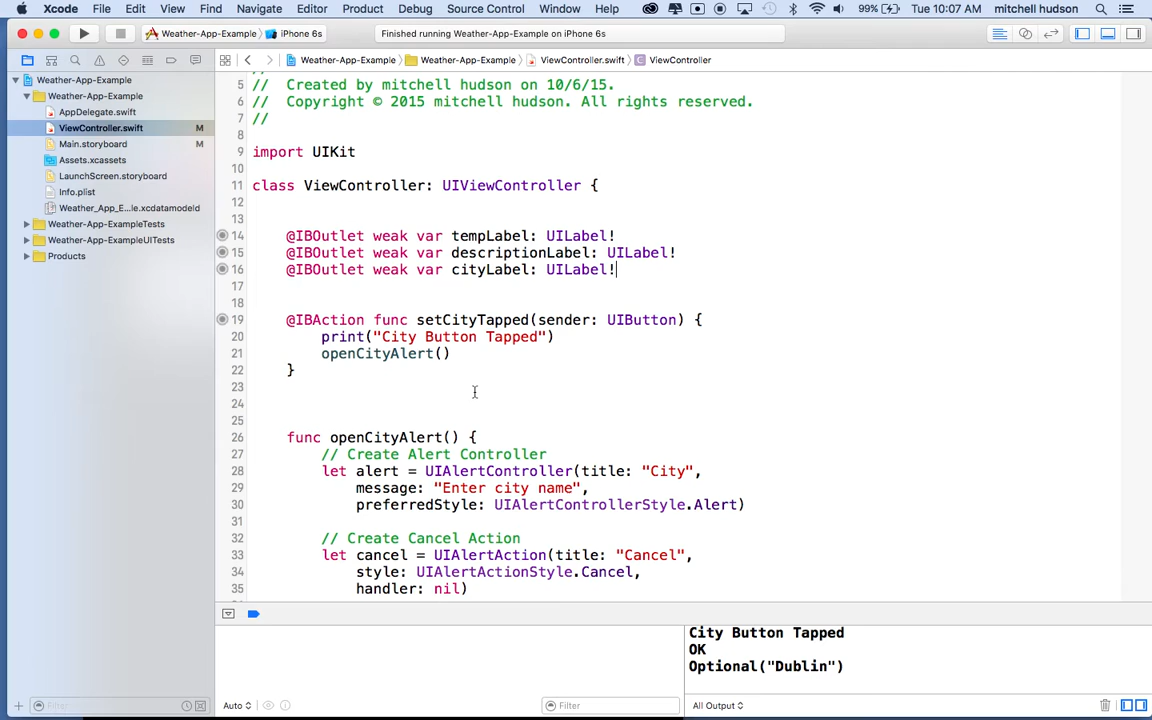 Xcode File Edit View Find Navigate Editor Product Debug Source Control Window Help 99% Tue 10:07 AM mitchell hudson
Weather-App-Example iPhone 6s Finished running Weather-App-Example on iPhone 6s
Weather-App-Example Weather-App-Example ViewController.swift ViewController
Weather-App-Example
Weather-App-Example
AppDelegate.swift
ViewController.swift M
Main.storyboard M
Assets.xcassets
LaunchScreen.storyboard
Info.plist
Weather_App_E...le.xcdatamodeld
Weather-App-ExampleTests
Weather-App-ExampleUITests
Products
5 // Created by mitchell hudson on 10/6/15.
6 // Copyright © 2015 mitchell hudson. All rights reserved.
7 //
8
9 import UIKit
10
11 class ViewController: UIViewController {
12
13
14 @IBOutlet weak var tempLabel: UILabel!
15 @IBOutlet weak var descriptionLabel: UILabel!
16 @IBOutlet weak var cityLabel: UILabel!
17
18
19 @IBAction func setCityTapped(sender: UIButton) {
20 print("City Button Tapped")
21 openCityAlert()
22 }
23
24
25
26 func openCityAlert() {
27 // Create Alert Controller
28 let alert = UIAlertController(title: "City",
29 message: "Enter city name",
30 preferredStyle: UIAlertControllerStyle.Alert)
31
32 // Create Cancel Action
33 let cancel = UIAlertAction(title: "Cancel",
34 style: UIAlertActionStyle.Cancel,
35 handler: nil)
City Button Tapped
OK
Optional("Dublin")
Filter Auto Filter All Output